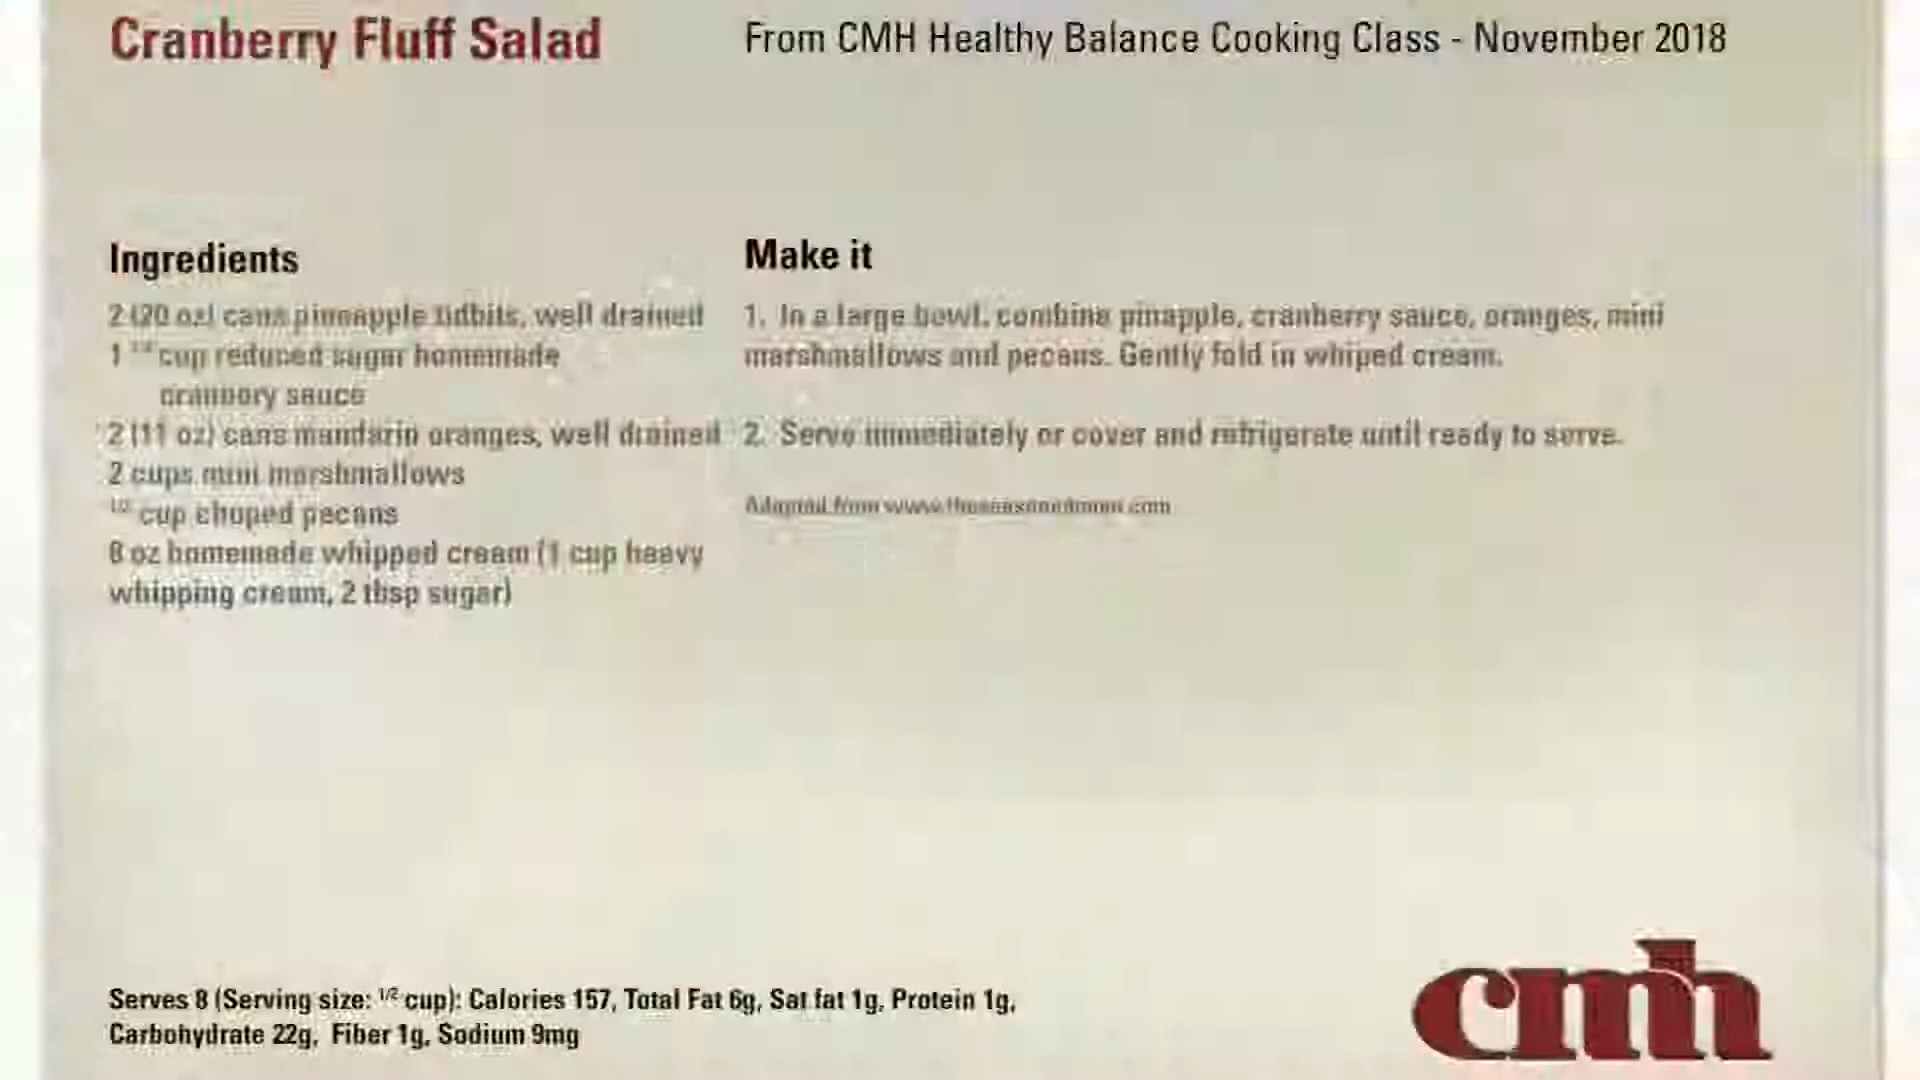 Cranberry Fluff Salad
From CMH Healthy Balance Cooking Class - November 2018
Ingredients
2 (20 oz) cans pineapple tidbits, well drained
1 cup reduced sugar homemade
cranbory sauce
2 (11 oz) cans mandarin oranges, well drained
2 cups mini marshmallows
1/2 cup choped pecans
8 oz homemade whipped cream (1 cup heavy
whipping cream, 2 tbsp sugar)
Make it
1. In a large bowl, combine pinapple, cranberry sauce, oranges, mini
marshmallows and pecans. Gently fold in whiped cream.
2. Serve immediately or cover and refrigerate until ready to serve.
Adapted from
Serves 8 (Serving size: 1/2 cup): Calories 157, Total Fat 6g, Sat fat 1g, Protein 1g,
Carbohydrate 22g, Fiber 1g, Sodium 9mg
cmh